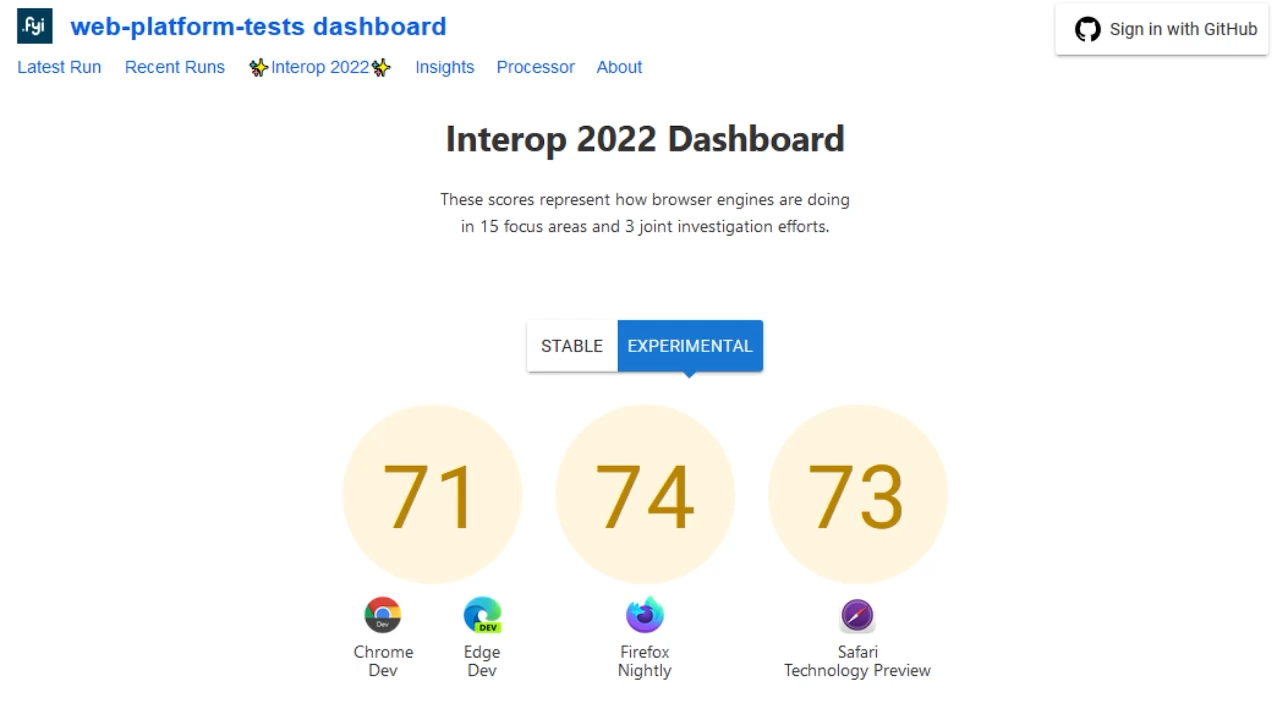 .fyi
web-platform-tests dashboard
Sign in with GitHub
Latest Run Recent Runs ✨Interop 2022✨ Insights Processor About
Interop 2022 Dashboard
These scores represent how browser engines are doing
in 15 focus areas and 3 joint investigation efforts.
STABLE EXPERIMENTAL
71 74 73
Dev
DEV
Chrome Edge Firefox Safari
Dev Dev Nightly Technology Preview